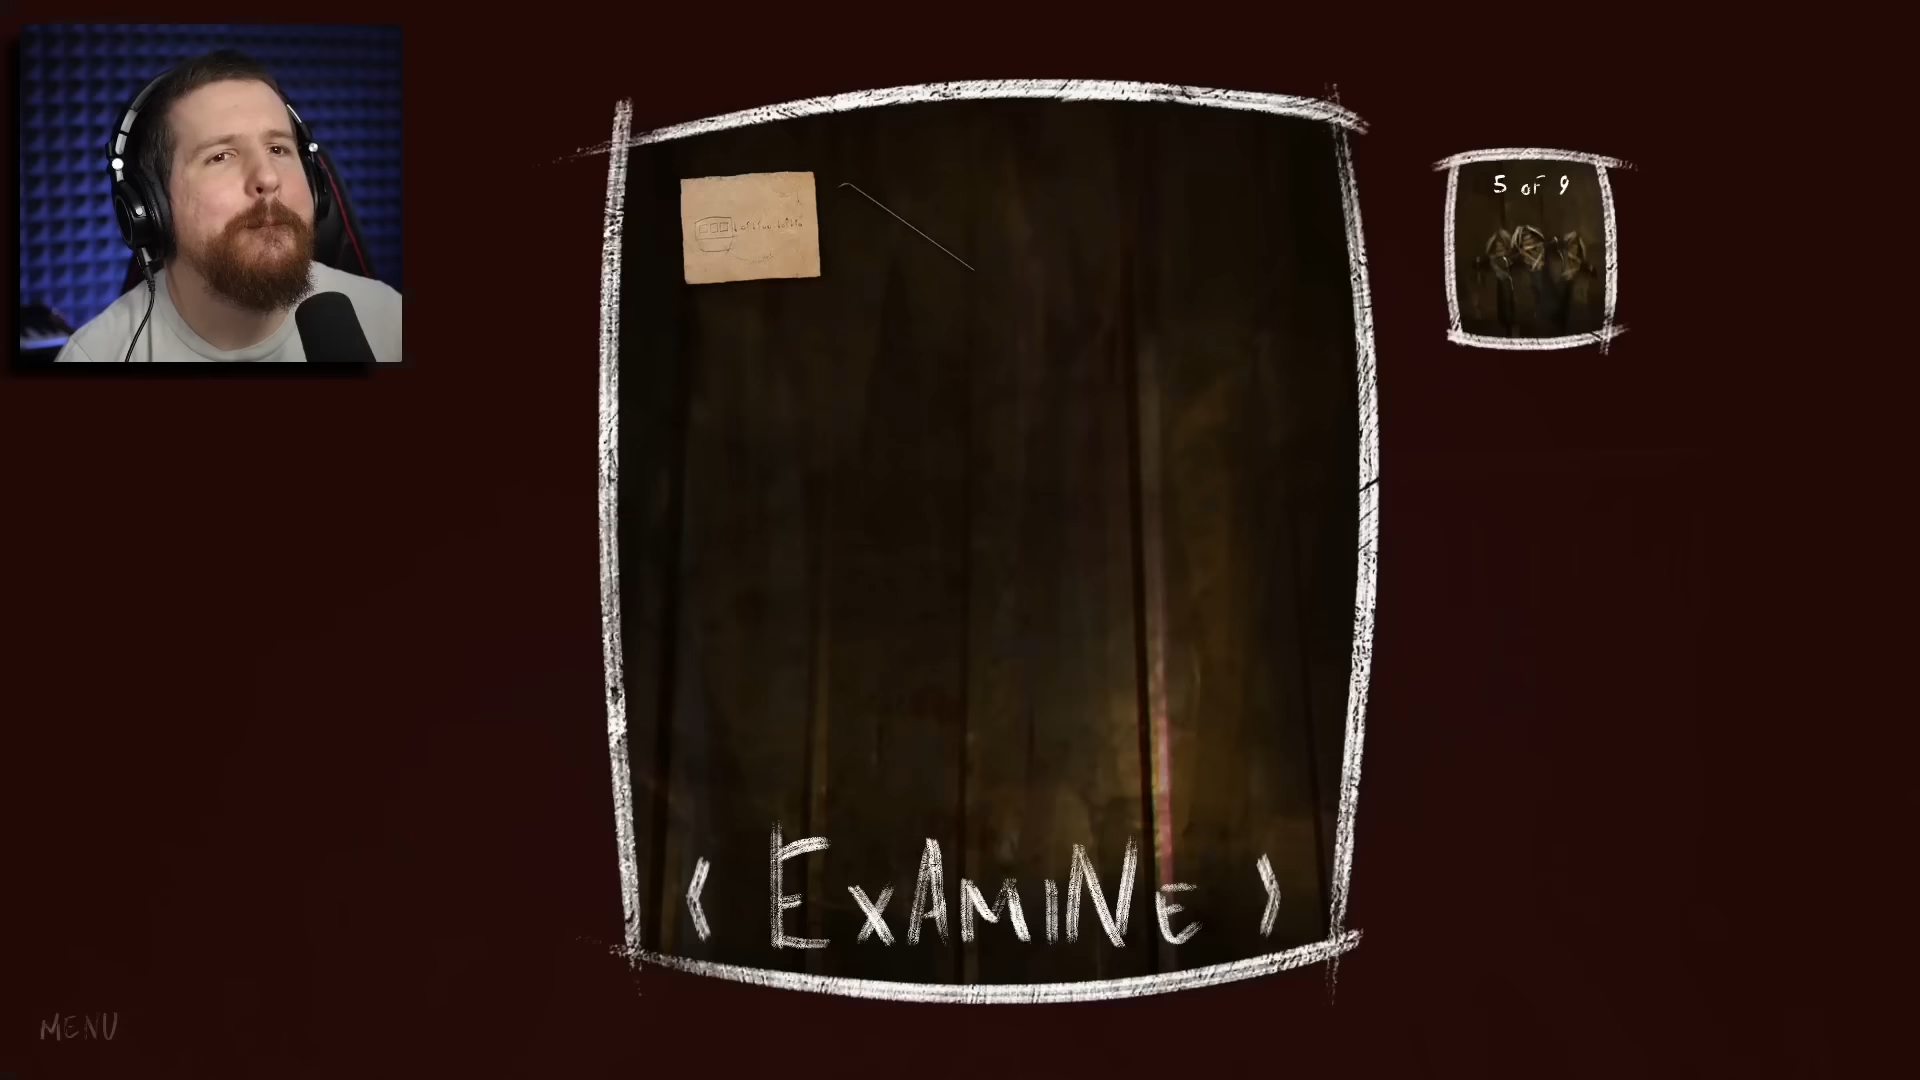 5 of 9
‹ EXAMINE ›
MENU